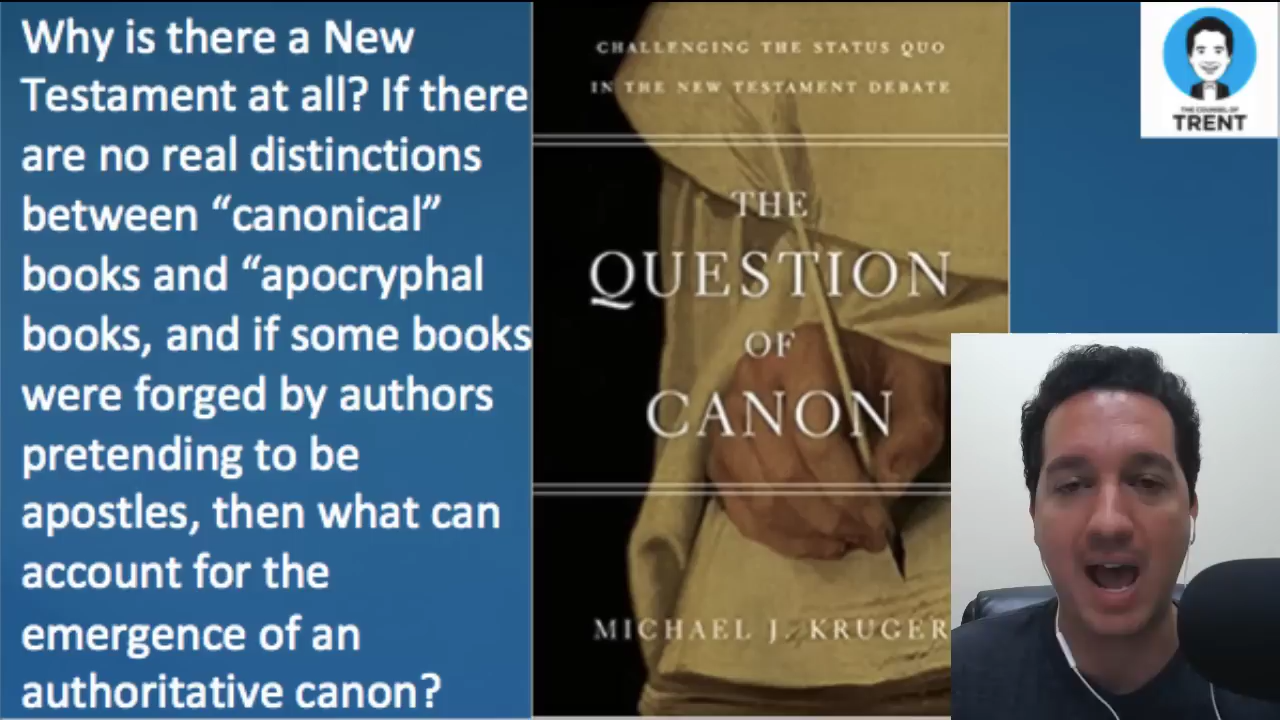 Why is there a New
Testament at all? If there
are no real distinctions
between “canonical”
books and “apocryphal
books, and if some books
were forged by authors
pretending to be
apostles, then what can
account for the
emergence of an
authoritative canon?
CHALLENGING THE STATUS QUO
IN THE NEW TESTAMENT DEBATE
THE
QUESTION
OF
CANON
MICHAEL J. KRUGER
THE COUNSEL OF
TRENT